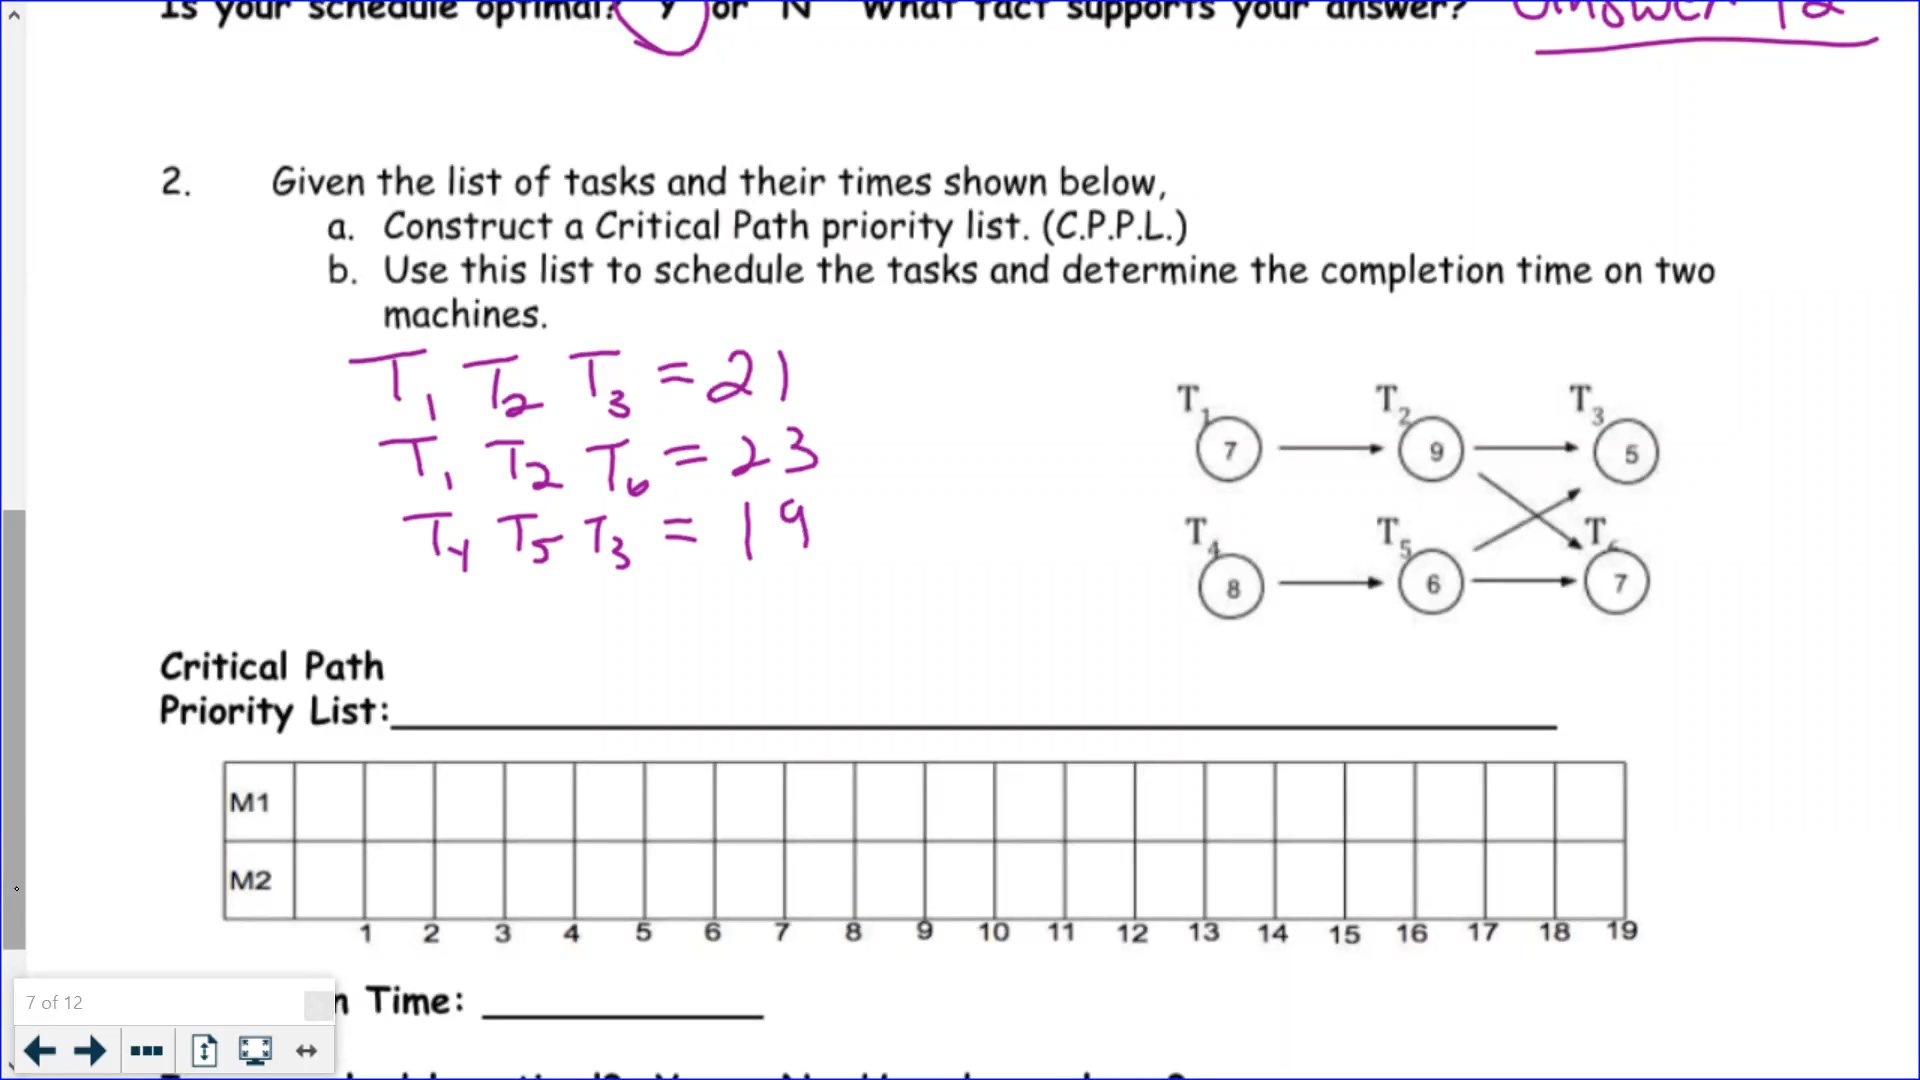 Is your schedule optimal? Y or N What fact supports your answer? answer T2
2. Given the list of tasks and their times shown below,
a. Construct a Critical Path priority list. (C.P.P.L.)
b. Use this list to schedule the tasks and determine the completion time on two
machines.
T1 T2 T3 = 21
T1 T2 T6 = 23
T4 T5 T3 = 19
T1 T2 T3
7 9 5
T4 T5 T6
8 6 7
Critical Path
Priority List:
M1
M2
1 2 3 4 5 6 7 8 9 10 11 12 13 14 15 16 17 18 19
7 of 12
n Time: